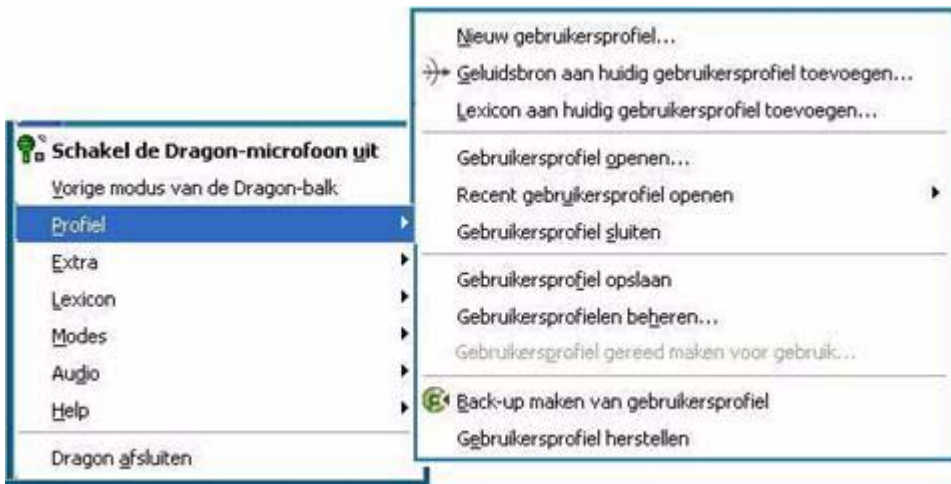 Schakel de Dragon-microfoon uit
Vorige modus van de Dragon-balk
Profiel
Extra
Lexicon
Modes
Audio
Help
Dragon afsluiten
Nieuw gebruikersprofiel...
Geluidsbron aan huidig gebruikersprofiel toevoegen...
Lexicon aan huidig gebruikersprofiel toevoegen...
Gebruikersprofiel openen...
Recent gebruikersprofiel openen
Gebruikersprofiel sluiten
Gebruikersprofiel opslaan
Gebruikersprofielen beheren...
Gebruikersprofiel gereed maken voor gebruik...
Back-up maken van gebruikersprofiel
Gebruikersprofiel herstellen